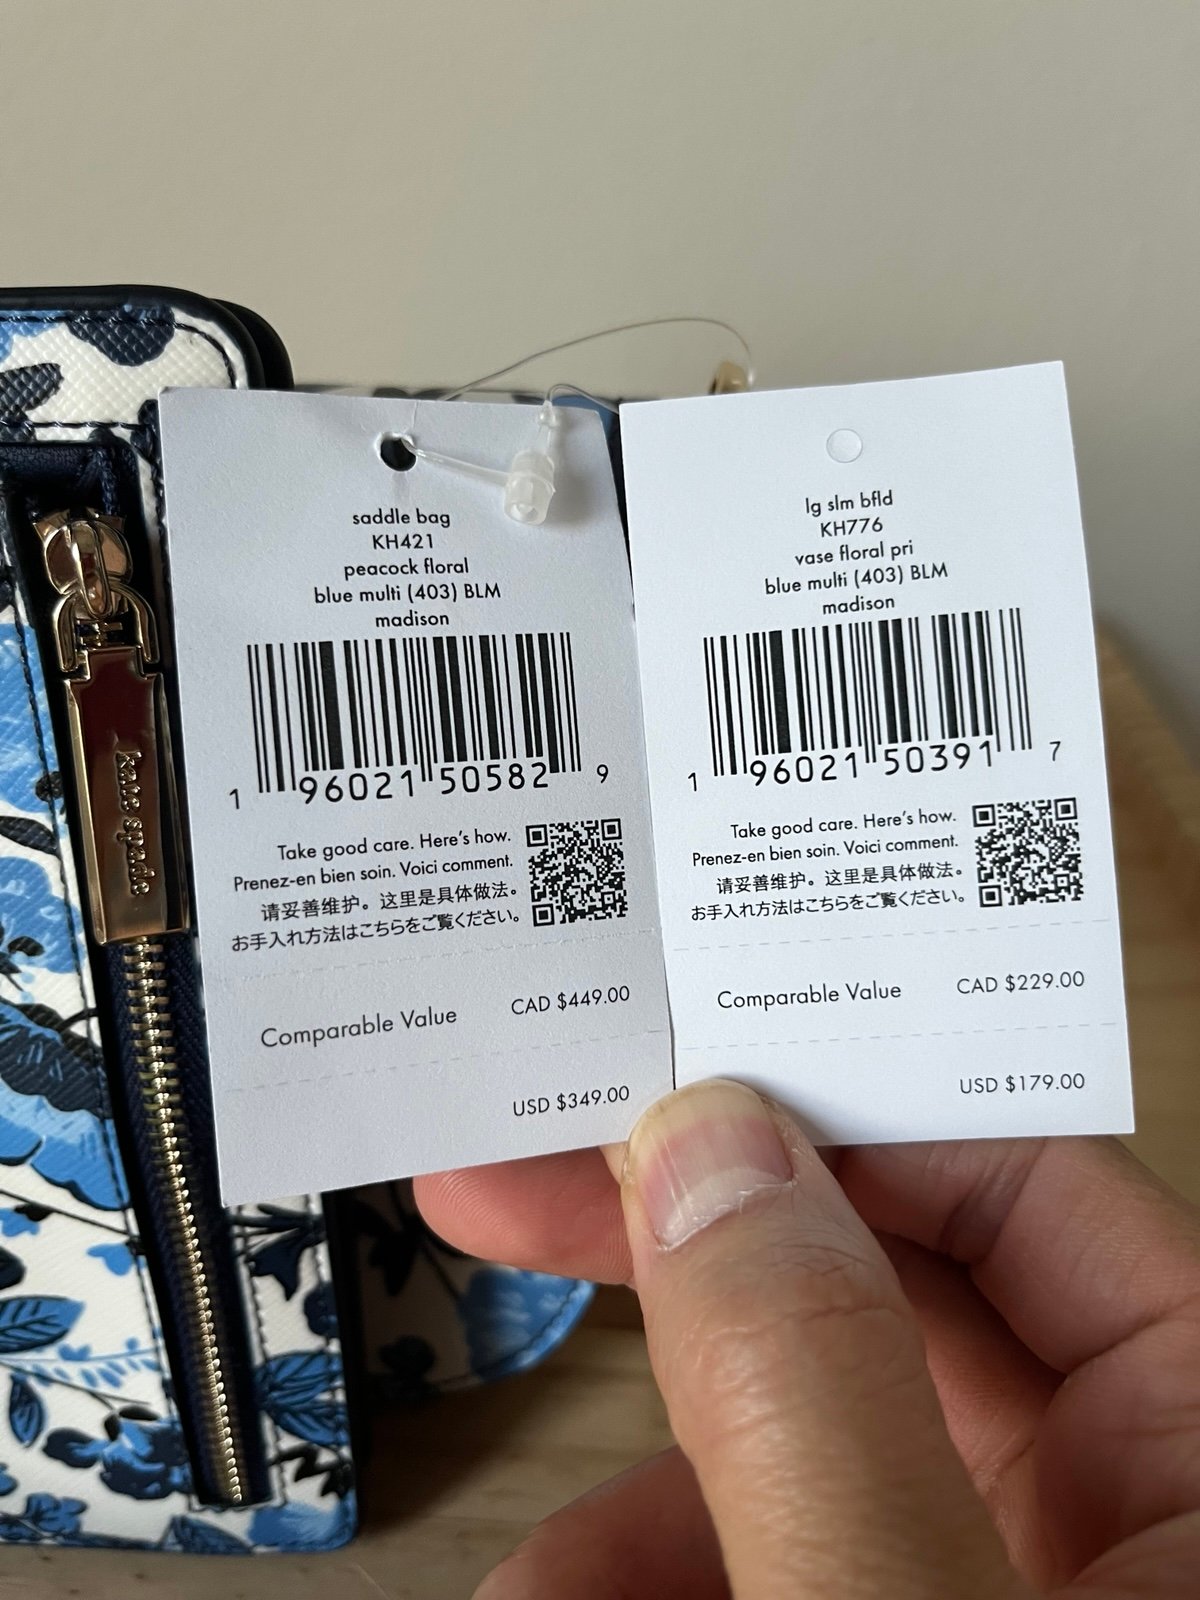 kate spade
saddle bag
KH421
peacock floral
blue multi (403) BLM
madison
1 96021 50582 9
Take good care. Here's how.
Prenez-en bien soin. Voici comment.
请妥善维护。这里是具体做法。
お手入れ方法はこちらをご覧ください。
Comparable Value CAD $449.00
USD $349.00
lg slm bfld
KH776
vase floral pri
blue multi (403) BLM
madison
1 96021 50391 7
Take good care. Here's how.
Prenez-en bien soin. Voici comment.
请妥善维护。这里是具体做法。
お手入れ方法はこちらをご覧ください。
Comparable Value CAD $229.00
USD $179.00